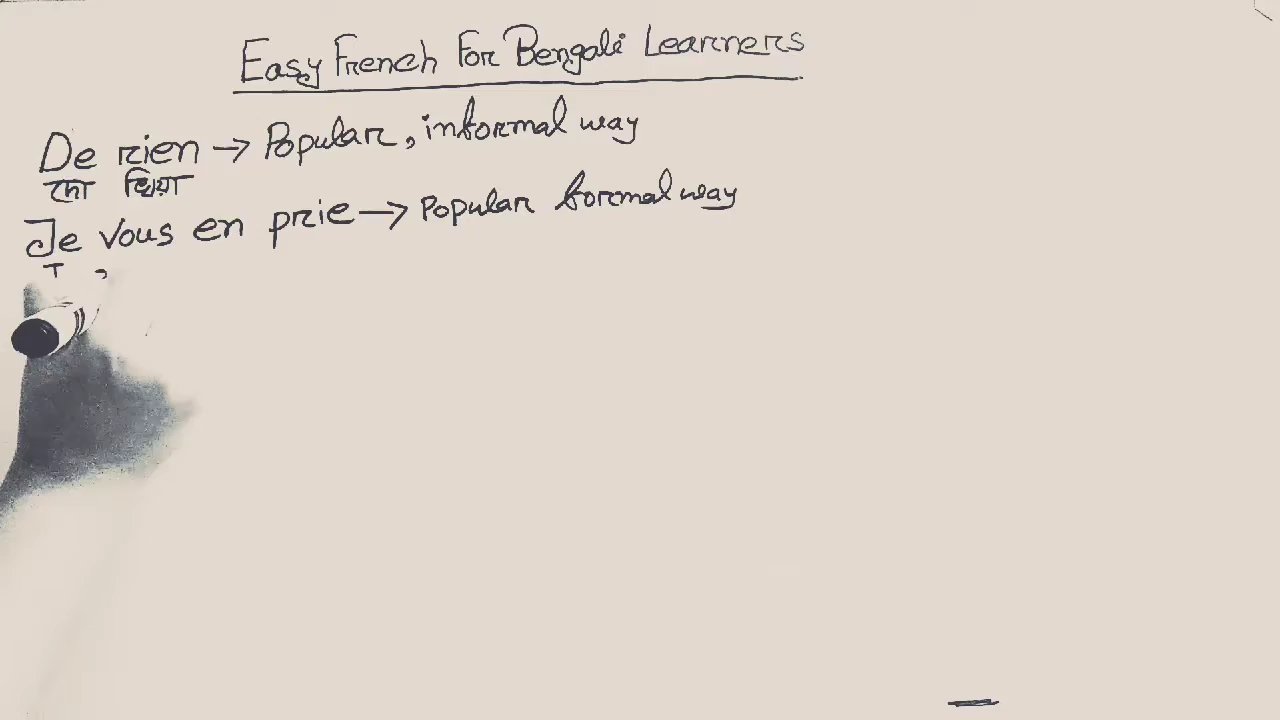 Easy French For Bengali Learners
De rien → Popular, informal way
দো
Je vous en prie → Popular formal way